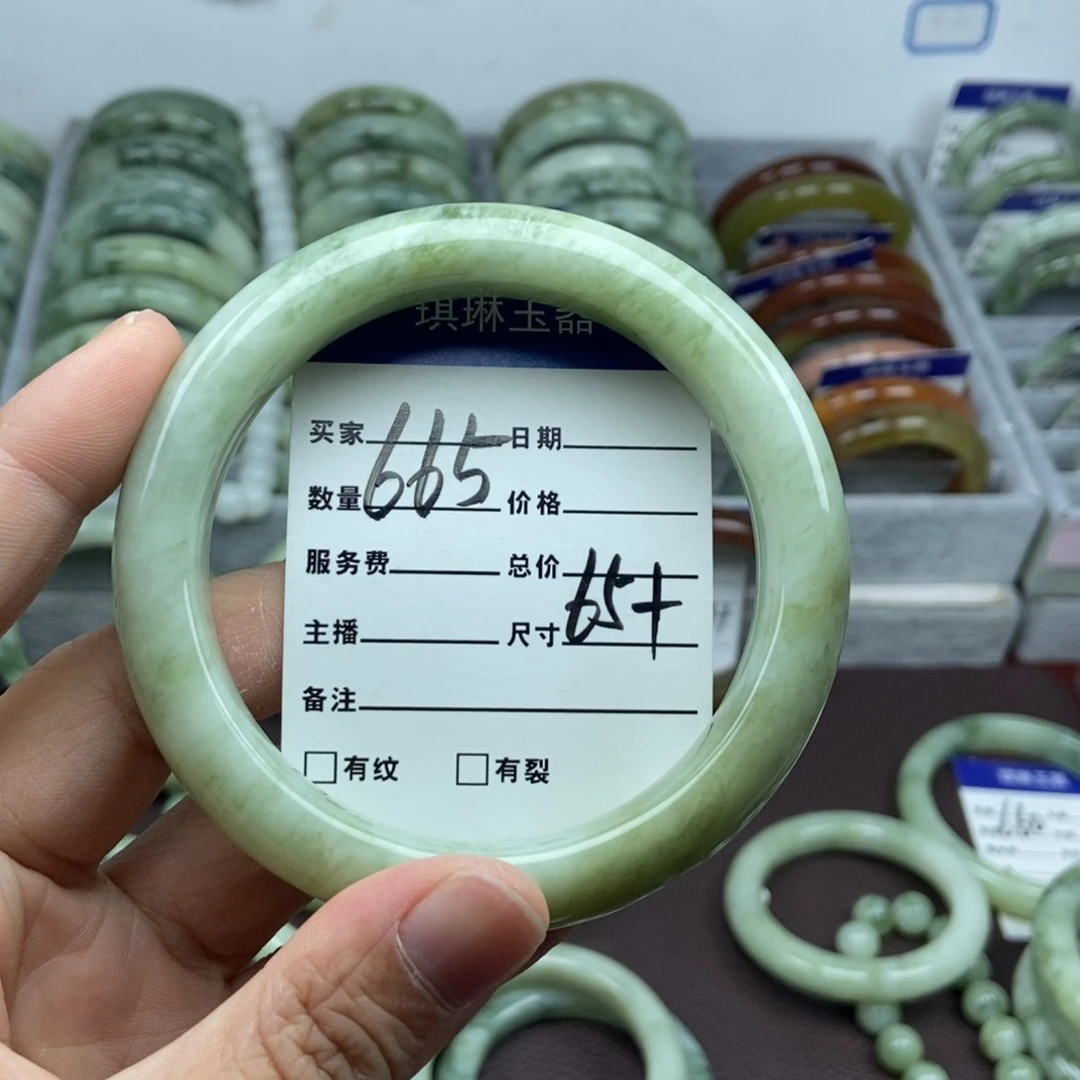 琪琳玉器
买家 日期
665
数量 价格
服务费 总价
主播 尺寸 65+
备注
□有纹 □有裂